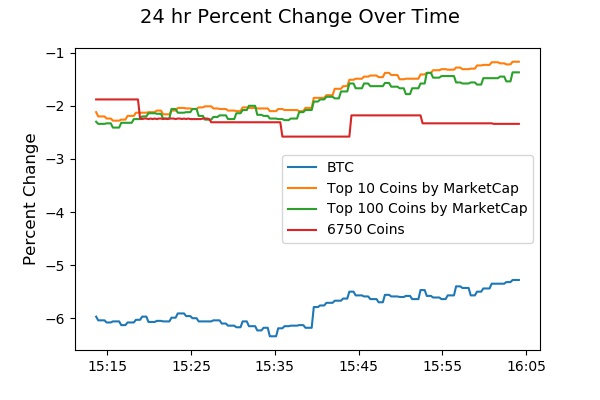 24 hr Percent Change Over Time
Percent Change
−1
−2
−3
−4
−5
−6
BTC
Top 10 Coins by MarketCap
Top 100 Coins by MarketCap
6750 Coins
15:15 15:25 15:35 15:45 15:55 16:05